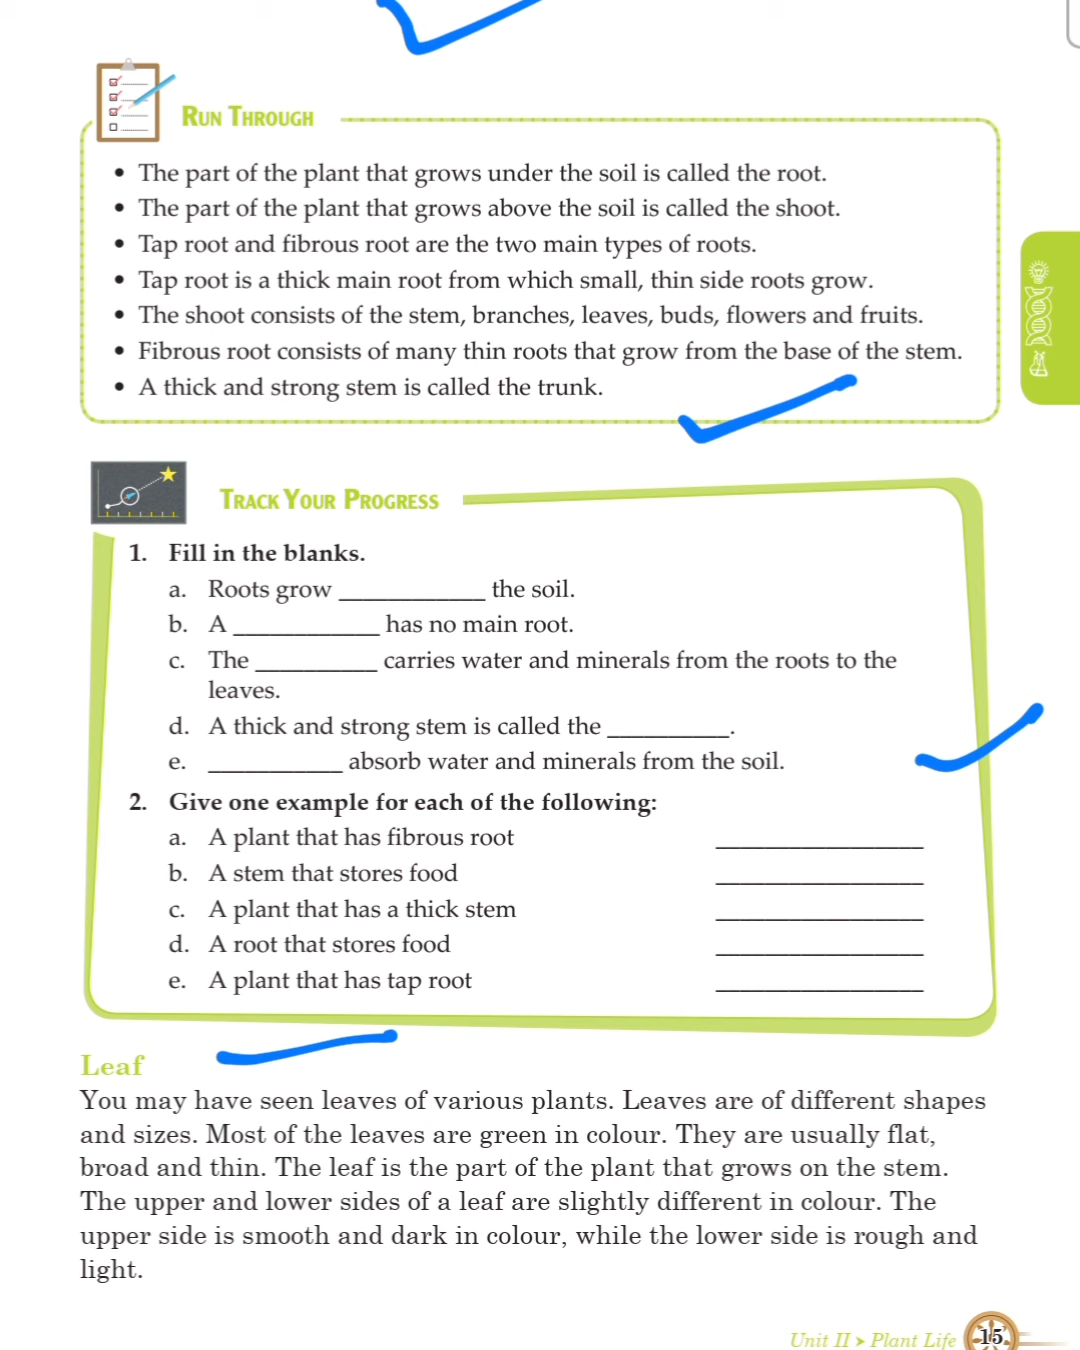 RUN THROUGH
• The part of the plant that grows under the soil is called the root.
• The part of the plant that grows above the soil is called the shoot.
• Tap root and fibrous root are the two main types of roots.
• Tap root is a thick main root from which small, thin side roots grow.
• The shoot consists of the stem, branches, leaves, buds, flowers and fruits.
• Fibrous root consists of many thin roots that grow from the base of the stem.
• A thick and strong stem is called the trunk.
TRACK YOUR PROGRESS
1. Fill in the blanks.
a. Roots grow ____________ the soil.
b. A ____________ has no main root.
c. The __________ carries water and minerals from the roots to the
leaves.
d. A thick and strong stem is called the __________.
e. ___________ absorb water and minerals from the soil.
2. Give one example for each of the following:
a. A plant that has fibrous root _________________
b. A stem that stores food _________________
c. A plant that has a thick stem _________________
d. A root that stores food _________________
e. A plant that has tap root _________________
Leaf
You may have seen leaves of various plants. Leaves are of different shapes
and sizes. Most of the leaves are green in colour. They are usually flat,
broad and thin. The leaf is the part of the plant that grows on the stem.
The upper and lower sides of a leaf are slightly different in colour. The
upper side is smooth and dark in colour, while the lower side is rough and
light.
Unit II ➤ Plant Life 15